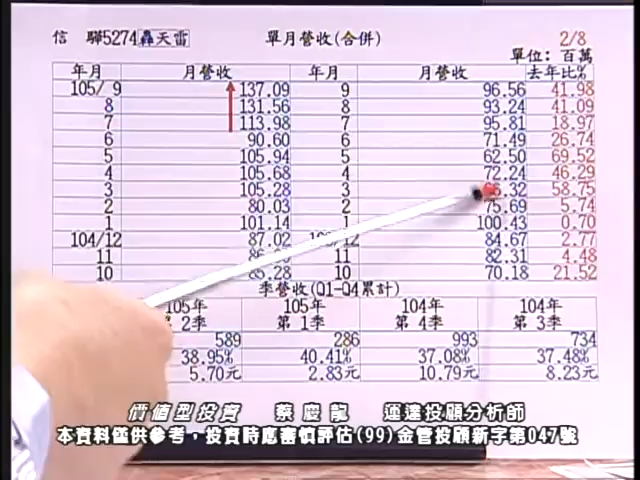 信 聯5274轟天雷 單月營收(合併) 2/8
單位: 百萬
年月 月營收 年月 月營收 去年比%
105/ 9 137.09 9 96.56 41.98
8 131.56 8 93.24 41.09
7 113.98 7 95.81 18.97
6 90.60 6 71.49 26.74
5 105.94 5 62.50 69.52
4 105.68 4 72.24 46.29
3 105.28 3 .32 58.75
2 80.03 2 75.69 5.74
1 101.14 1 100.43 0.70
104/12 87.02 84.67 2.77
11 11 82.31 4.48
10 10 70.18 21.52
季營收(Q1-Q4累計)
105年 105年 104年 104年
第 2季 第 1季 第 4季 第 3季
589 286 993 734
38.95% 40.41% 37.08% 37.48%
5.70元 2.83元 10.79元 8.23元
價值型投資 蔡慶龍 運達投顧分析師
本資料僅供參考，投資時應審慎評估(99)金管投顧新字第047號